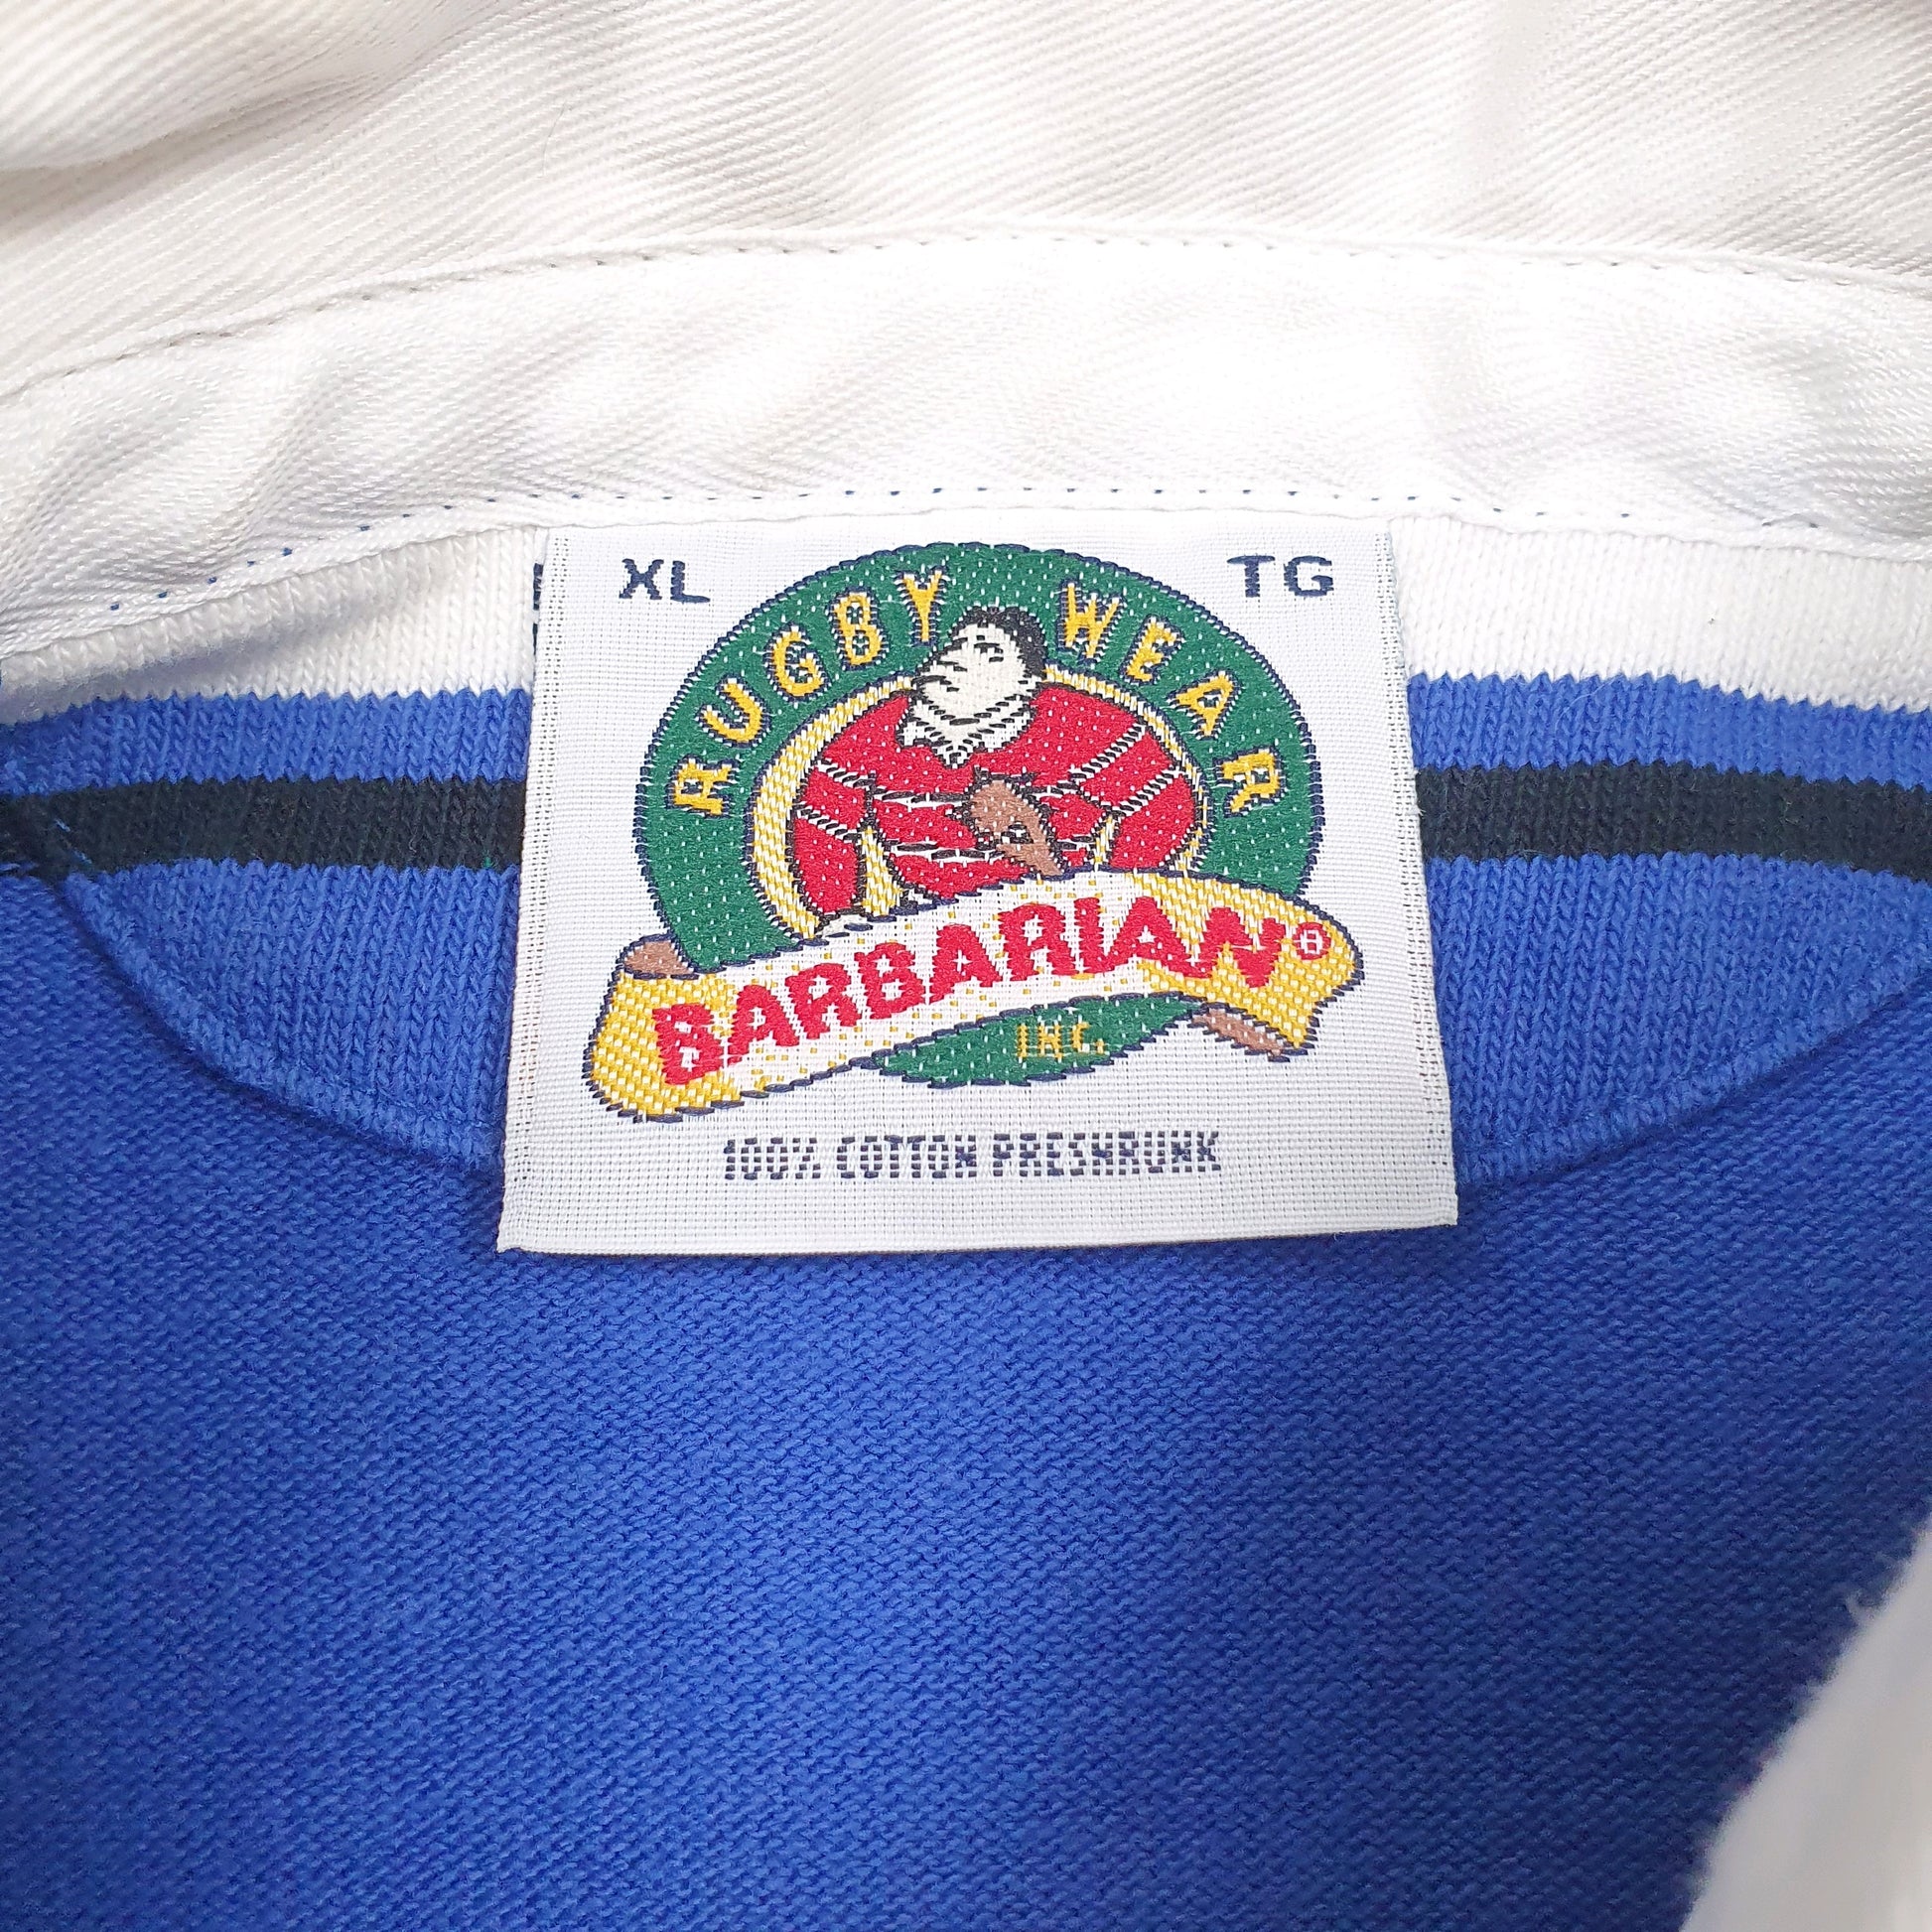 XL TG
RUGBY WEAR
BARBARIAN®
INC.
100% COTTON PRESHRUNK